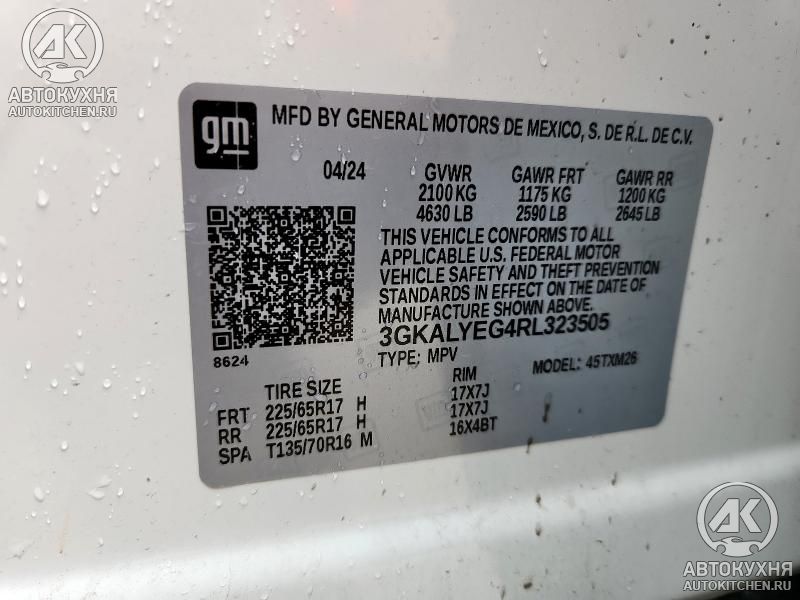 АК
АВТОКУХНЯ
AUTOKITCHEN.RU
gm
MFD BY GENERAL MOTORS DE MEXICO, S. DE R.L. DE C.V.
04/24 GVWR GAWR FRT GAWR RR
2100 KG 1175 KG 1200 KG
4630 LB 2590 LB 2645 LB
THIS VEHICLE CONFORMS TO ALL
APPLICABLE U.S. FEDERAL MOTOR
VEHICLE SAFETY AND THEFT PREVENTION
STANDARDS IN EFFECT ON THE DATE OF
MANUFACTURE SHOWN ABOVE.
3GKALYEG4RL323505
8624 TYPE: MPV MODEL: 45TXM26
TIRE SIZE RIM
FRT 225/65R17 H 17X7J
RR 225/65R17 H 17X7J
SPA T135/70R16 M 16X4BT
АК
АВТОКУХНЯ
AUTOKITCHEN.RU